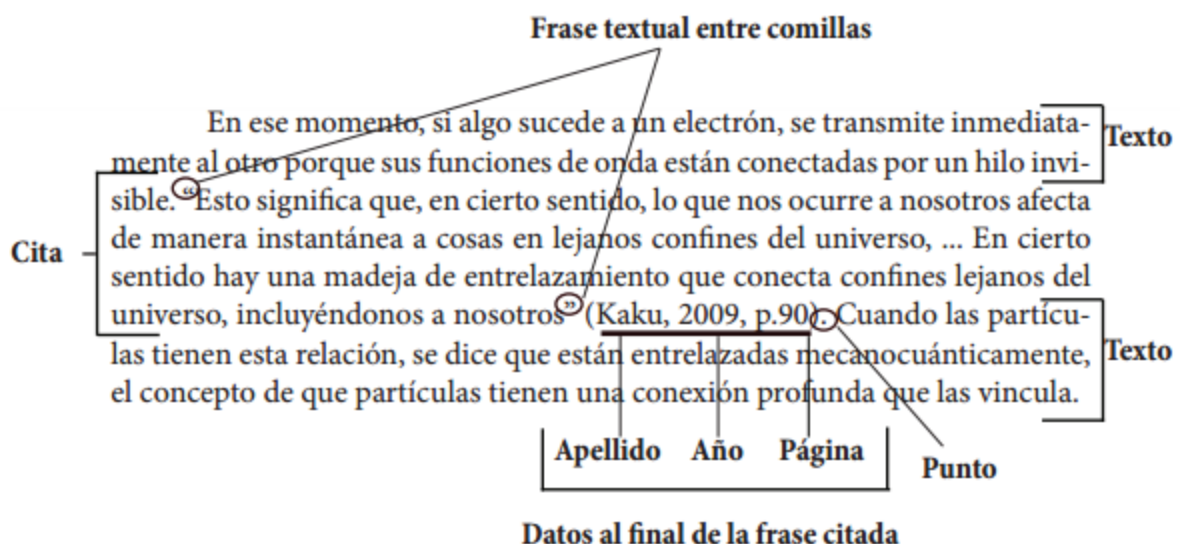 Frase textual entre comillas
En ese momento, si algo sucede a un electrón, se transmite inmediata-
mente al otro porque sus funciones de onda están conectadas por un hilo invi-
sible. “Esto significa que, en cierto sentido, lo que nos ocurre a nosotros afecta
de manera instantánea a cosas en lejanos confines del universo, ... En cierto
sentido hay una madeja de entrelazamiento que conecta confines lejanos del
universo, incluyéndonos a nosotros” (Kaku, 2009, p.90). Cuando las partícu-
las tienen esta relación, se dice que están entrelazadas mecanocuánticamente,
el concepto de que partículas tienen una conexión profunda que las vincula.
Texto
Cita
Texto
Apellido Año Página
Punto
Datos al final de la frase citada